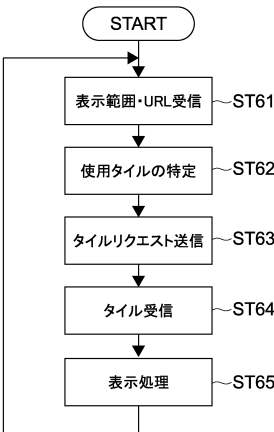 START
表示範囲・URL受信 ST61
使用タイルの特定 ST62
タイルリクエスト送信 ST63
タイル受信 ST64
表示処理 ST65